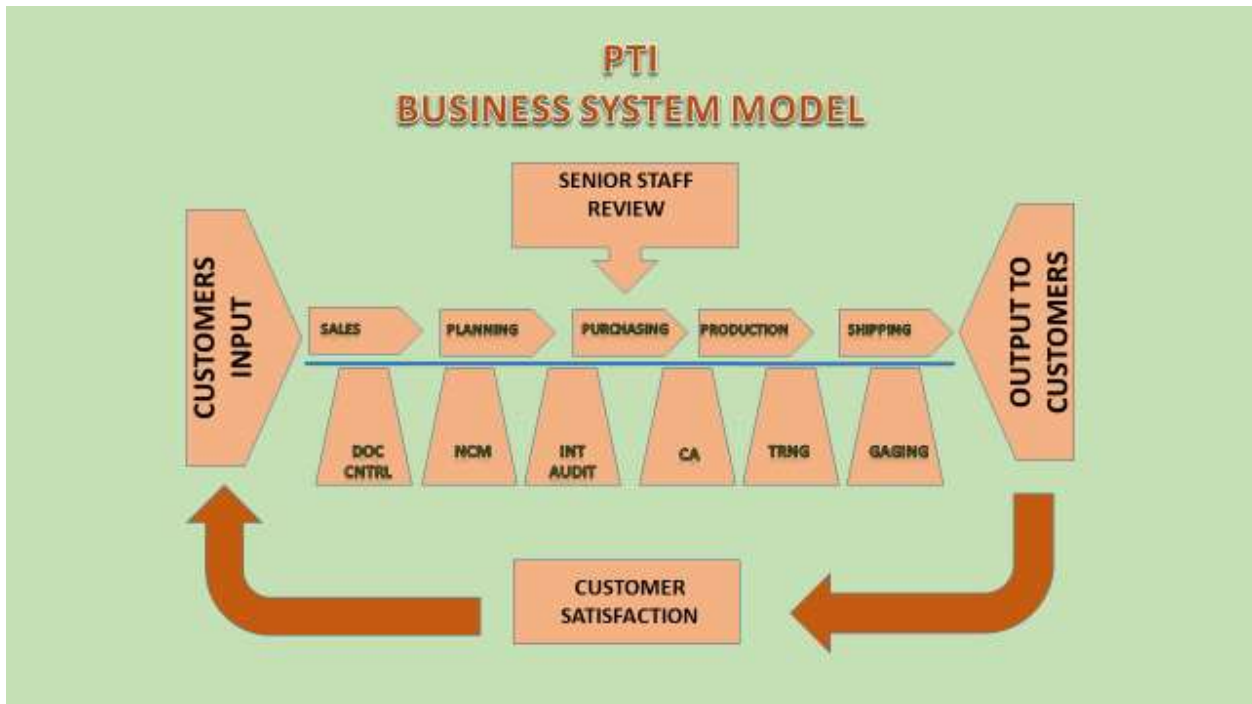 PTI
BUSINESS SYSTEM MODEL
SENIOR STAFF
REVIEW
CUSTOMERS
INPUT
SALES
PLANNING
PURCHASING
PRODUCTION
SHIPPING
OUTPUT TO
CUSTOMERS
DOC
CNTRL
NCM
INT
AUDIT
CA
TRNG
GAGING
CUSTOMER
SATISFACTION